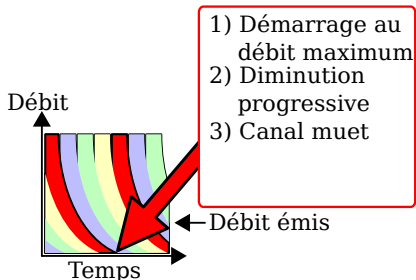 1) Démarrage au
débit maximum
2) Diminution
progressive
3) Canal muet
Débit
Débit émis
Temps